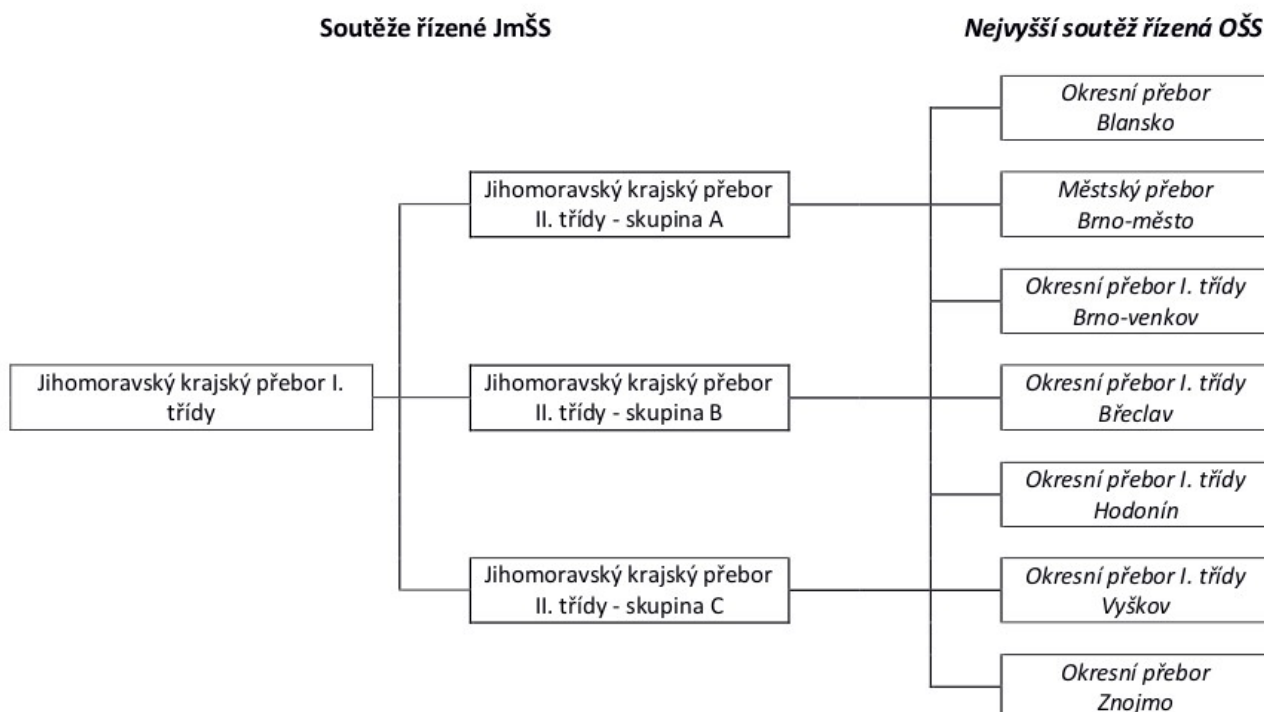 Soutěže řízené JmŠS
Nejvyšší soutěž řízená OŠS
Jihomoravský krajský přebor I.
třídy
Jihomoravský krajský přebor
II. třídy - skupina A
Jihomoravský krajský přebor
II. třídy - skupina B
Jihomoravský krajský přebor
II. třídy - skupina C
Okresní přebor
Blansko
Městský přebor
Brno-město
Okresní přebor I. třídy
Brno-venkov
Okresní přebor I. třídy
Břeclav
Okresní přebor I. třídy
Hodonín
Okresní přebor I. třídy
Vyškov
Okresní přebor
Znojmo